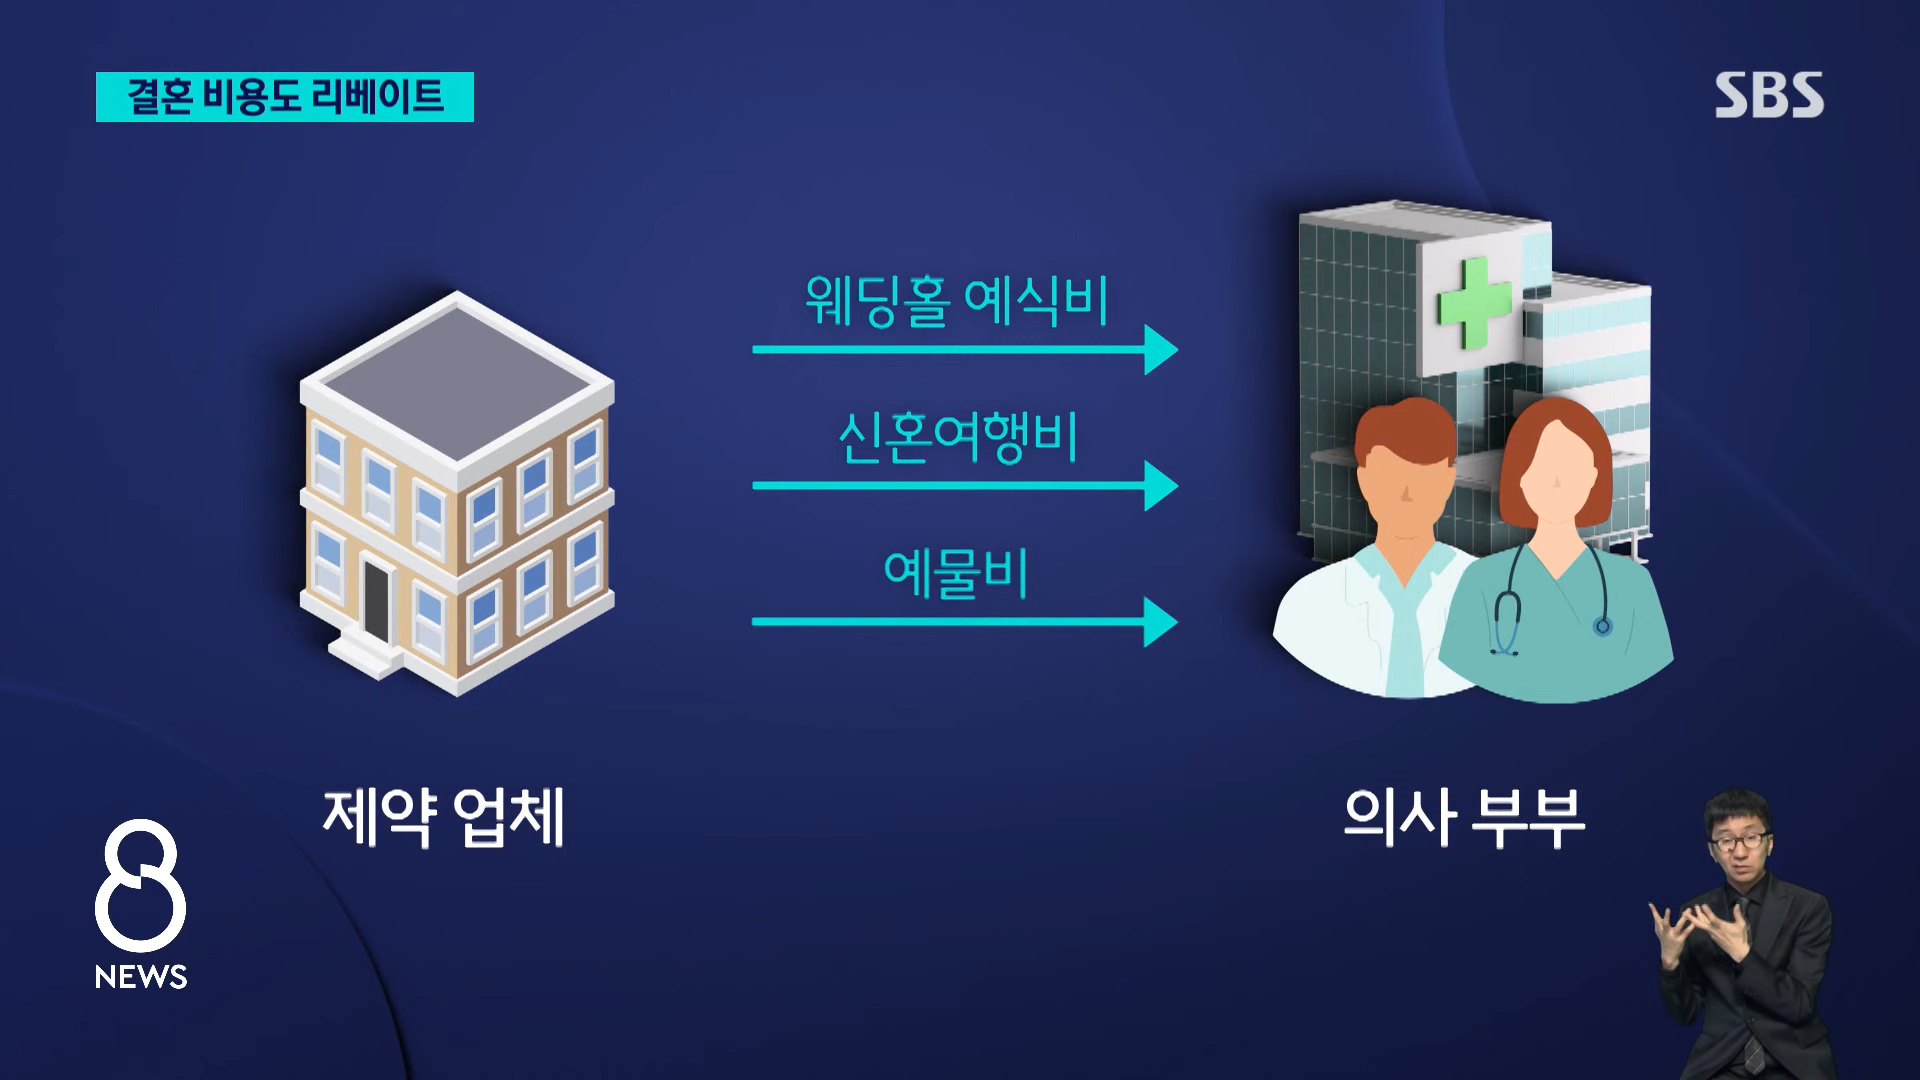 결혼 비용도 리베이트
SBS
웨딩홀 예식비
신혼여행비
예물비
제약 업체
의사 부부
8
NEWS